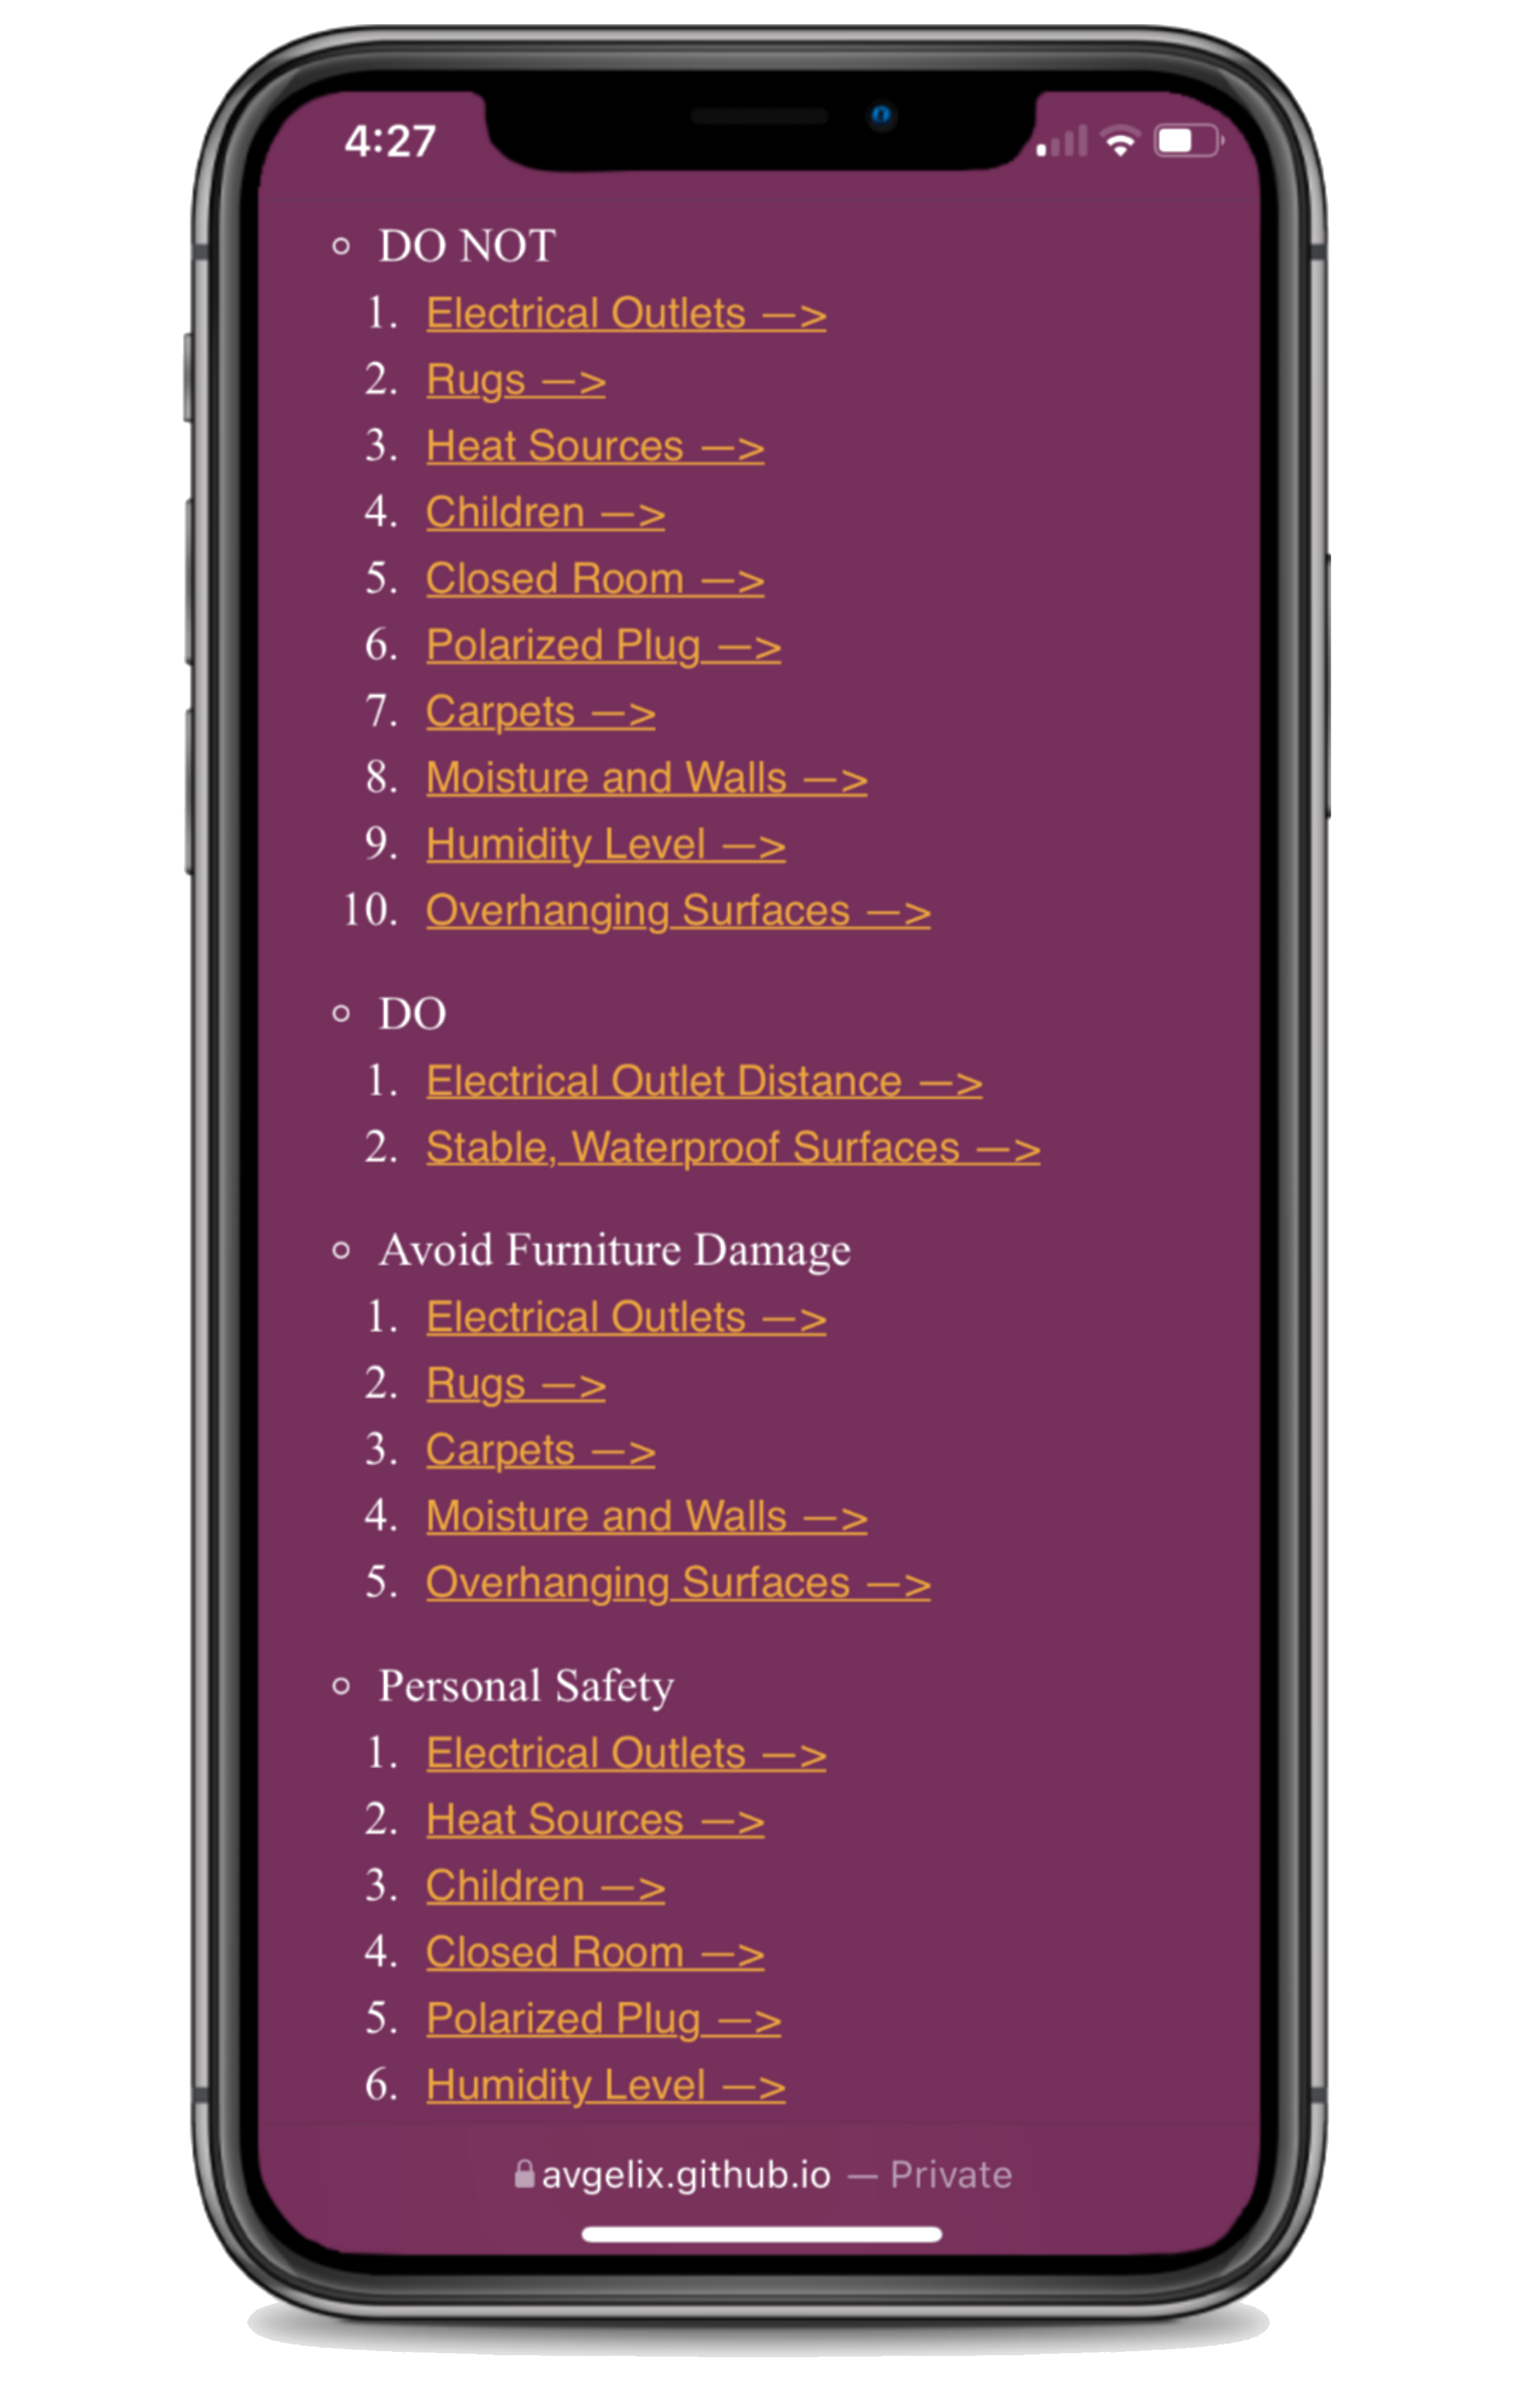 4:27
DO NOT
1. Electrical Outlets —>
2. Rugs —>
3. Heat Sources —>
4. Children —>
5. Closed Room —>
6. Polarized Plug —>
7. Carpets —>
8. Moisture and Walls —>
9. Humidity Level —>
10. Overhanging Surfaces —>
DO
1. Electrical Outlet Distance —>
2. Stable, Waterproof Surfaces —>
Avoid Furniture Damage
1. Electrical Outlets —>
2. Rugs —>
3. Carpets —>
4. Moisture and Walls —>
5. Overhanging Surfaces —>
Personal Safety
1. Electrical Outlets —>
2. Heat Sources —>
3. Children —>
4. Closed Room —>
5. Polarized Plug —>
6. Humidity Level —>
avgelix.github.io — Private